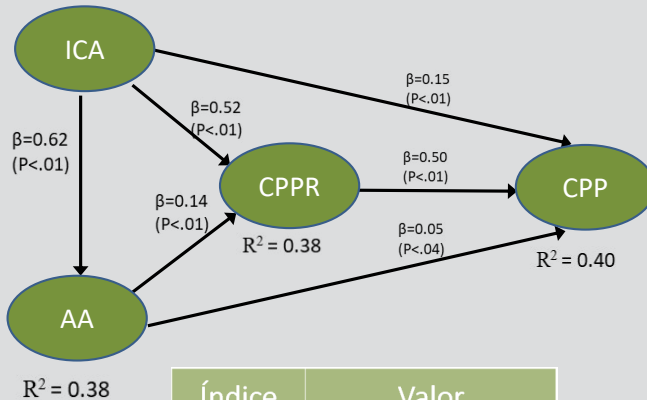 ICA
β=0.15
(P<.01)
β=0.52
(P<.01)
β=0.62
(P<.01)
β=0.50
(P<.01)
CPPR
CPP
β=0.14
(P<.01)
R² = 0.38
β=0.05
(P<.04)
R² = 0.40
AA
R² = 0.38
Índice Valor